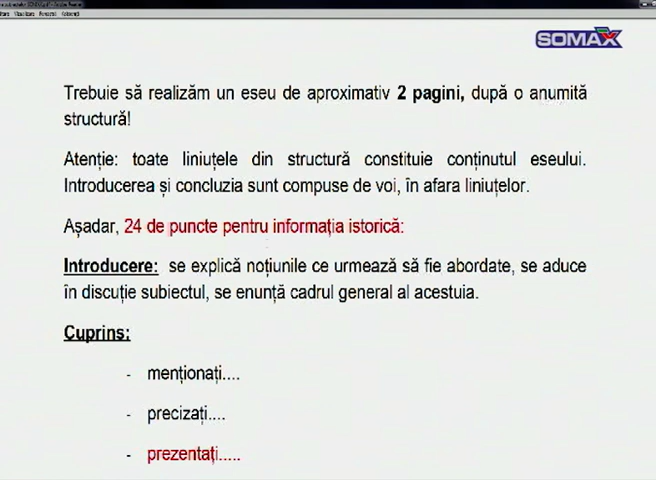 SOMAX
Trebuie să realizăm un eseu de aproximativ 2 pagini, după o anumită
structură!
Atenție: toate liniuțele din structură constituie conținutul eseului.
Introducerea și concluzia sunt compuse de voi, în afara liniuțelor.
Așadar, 24 de puncte pentru informația istorică:
Introducere: se explică noțiunile ce urmează să fie abordate, se aduce
în discuție subiectul, se enunță cadrul general al acestuia.
Cuprins:
- menționați....
- precizați....
- prezentați.....